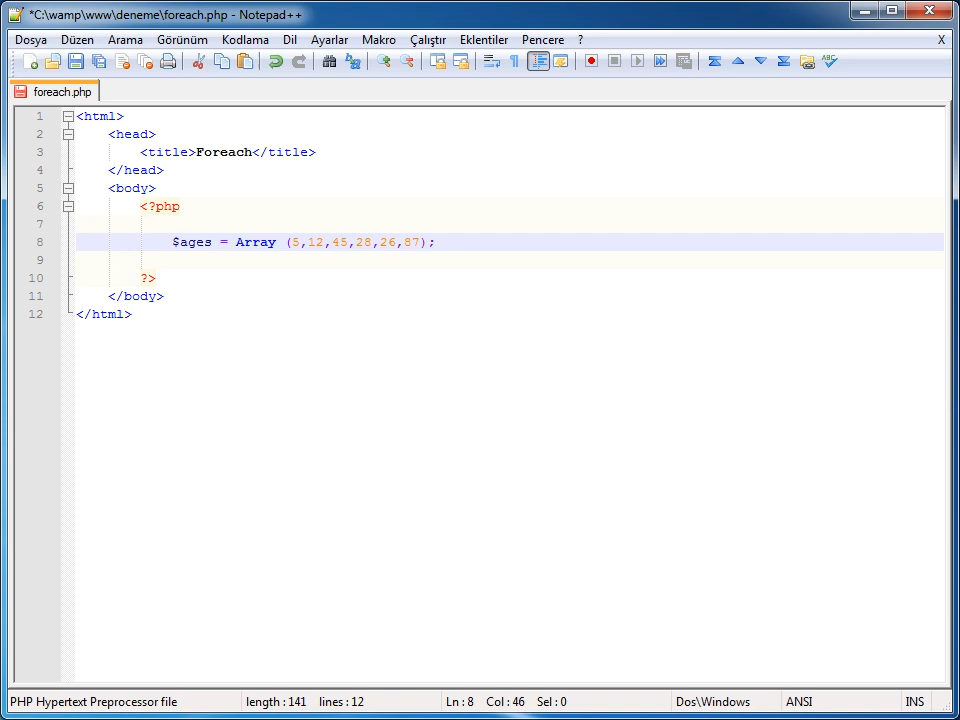 *C:\wamp\www\deneme\foreach.php - Notepad++
Dosya Düzen Arama Görünüm Kodlama Dil Ayarlar Makro Çalıştır Eklentiler Pencere ? X
foreach.php
1 <html>
2 <head>
3 <title>Foreach</title>
4 </head>
5 <body>
6 <?php
7
8 $ages = Array (5,12,45,28,26,87);
9
10 ?>
11 </body>
12 </html>
PHP Hypertext Preprocessor file length : 141 lines : 12 Ln : 8 Col : 46 Sel : 0 Dos\Windows ANSI INS